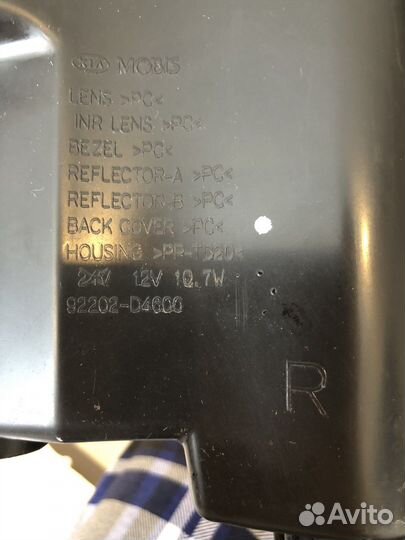 KIA MOBIS
LENS >PC<
INR LENS >PC<
BEZEL >PC<
REFLECTOR-A >PC<
REFLECTOR-B >PC<
BACK COVER >PC<
HOUSING >PP-TD20<
24V 12V 10.7W
92202-D4600
R
Avito